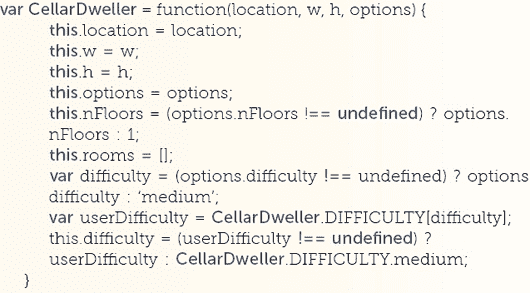 var CellarDweller = function(location, w, h, options) {
this.location = location;
this.w = w;
this.h = h;
this.options = options;
this.nFloors = (options.nFloors !== undefined) ? options.
nFloors : 1;
this.rooms = [];
var difficulty = (options.difficulty !== undefined) ? options
difficulty : ‘medium’;
var userDifficulty = CellarDweller.DIFFICULTY[difficulty];
this.difficulty = (userDifficulty !== undefined) ?
userDifficulty : CellarDweller.DIFFICULTY.medium;
}